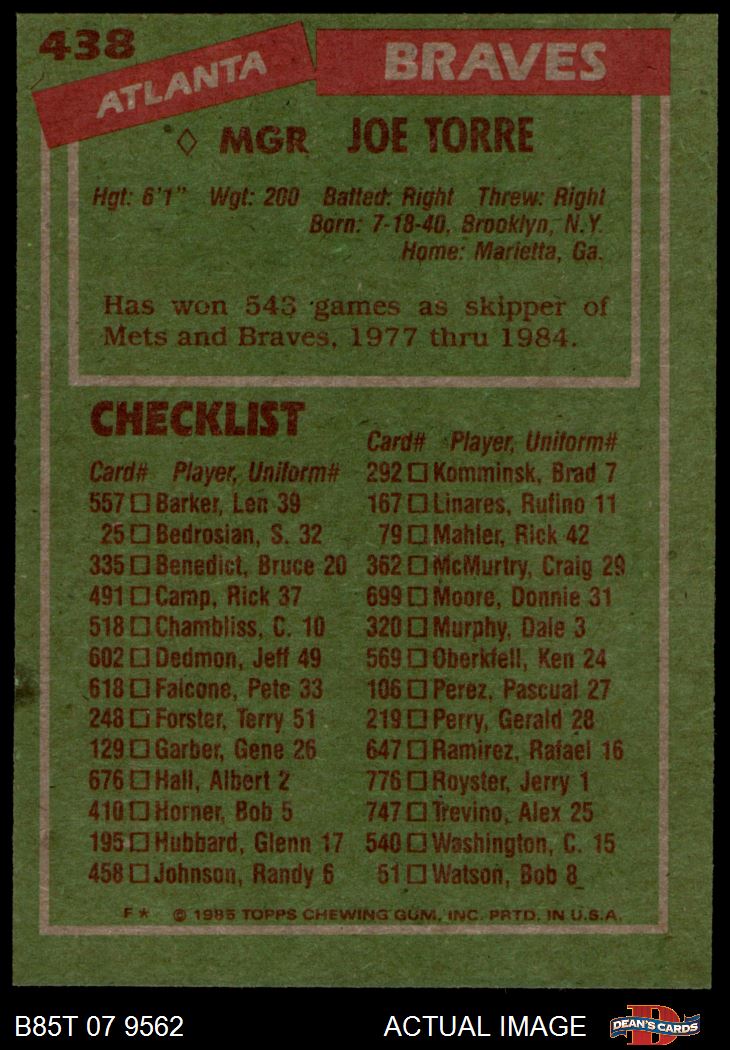 438
ATLANTA BRAVES
◊ MGR JOE TORRE
Hgt: 6'1" Wgt: 200 Batted: Right Threw: Right
Born: 7-18-40, Brooklyn, N.Y.
Home: Marietta, Ga.
Has won 543 games as skipper of
Mets and Braves, 1977 thru 1984.
CHECKLIST
Card# Player, Uniform#
557 □ Barker, Len 39
25 □ Bedrosian, S. 32
335 □ Benedict, Bruce 20
491 □ Camp, Rick 37
518 □ Chambliss, C. 10
602 □ Dedmon, Jeff 49
618 □ Falcone, Pete 33
248 □ Forster, Terry 51
129 □ Garber, Gene 26
676 □ Hall, Albert 2
410 □ Horner, Bob 5
195 □ Hubbard, Glenn 17
458 □ Johnson, Randy 6
Card# Player, Uniform#
292 □ Komminsk, Brad 7
167 □ Linares, Rufino 11
79 □ Mahler, Rick 42
362 □ McMurtry, Craig 29
699 □ Moore, Donnie 31
320 □ Murphy, Dale 3
569 □ Oberkfell, Ken 24
106 □ Perez, Pascual 27
219 □ Perry, Gerald 28
647 □ Ramirez, Rafael 16
776 □ Royster, Jerry 1
747 □ Trevino, Alex 25
540 □ Washington, C. 15
51 □ Watson, Bob 8
F* © 1985 TOPPS CHEWING GUM, INC. PRTD. IN U.S.A.
B85T 07 9562 ACTUAL IMAGE DEAN'S CARDS